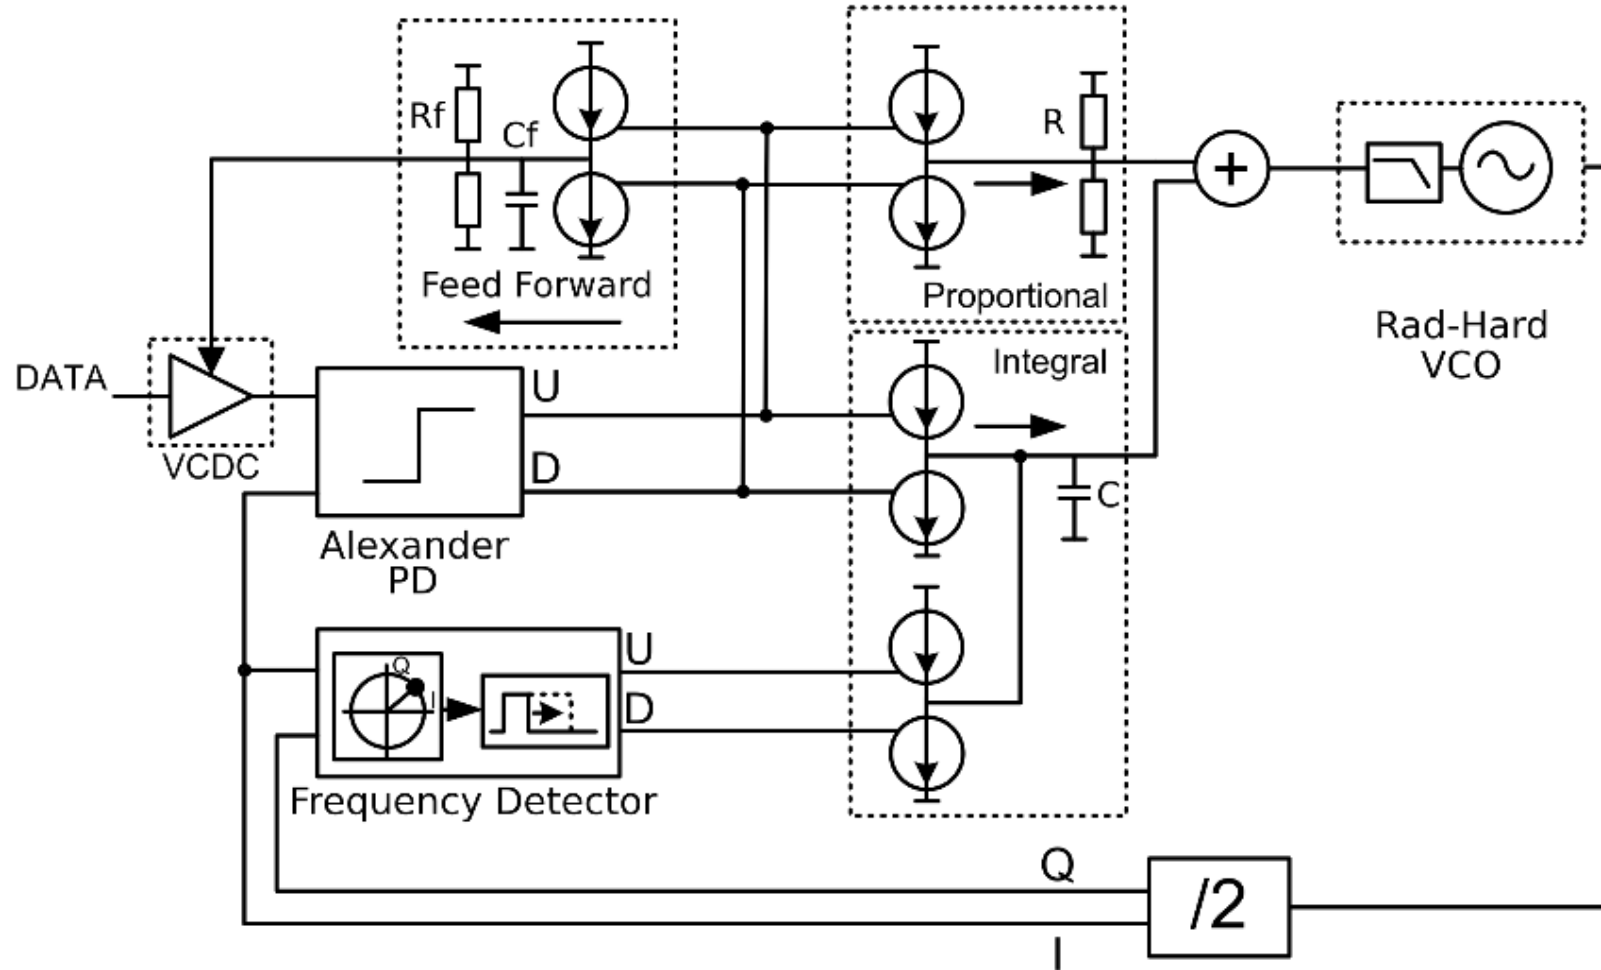 Rf
Cf
R
Feed Forward
Proportional
Integral
Rad-Hard
VCO
DATA
VCDC
U
D
C
Alexander
PD
Q
I
U
D
Frequency Detector
Q
/2
I